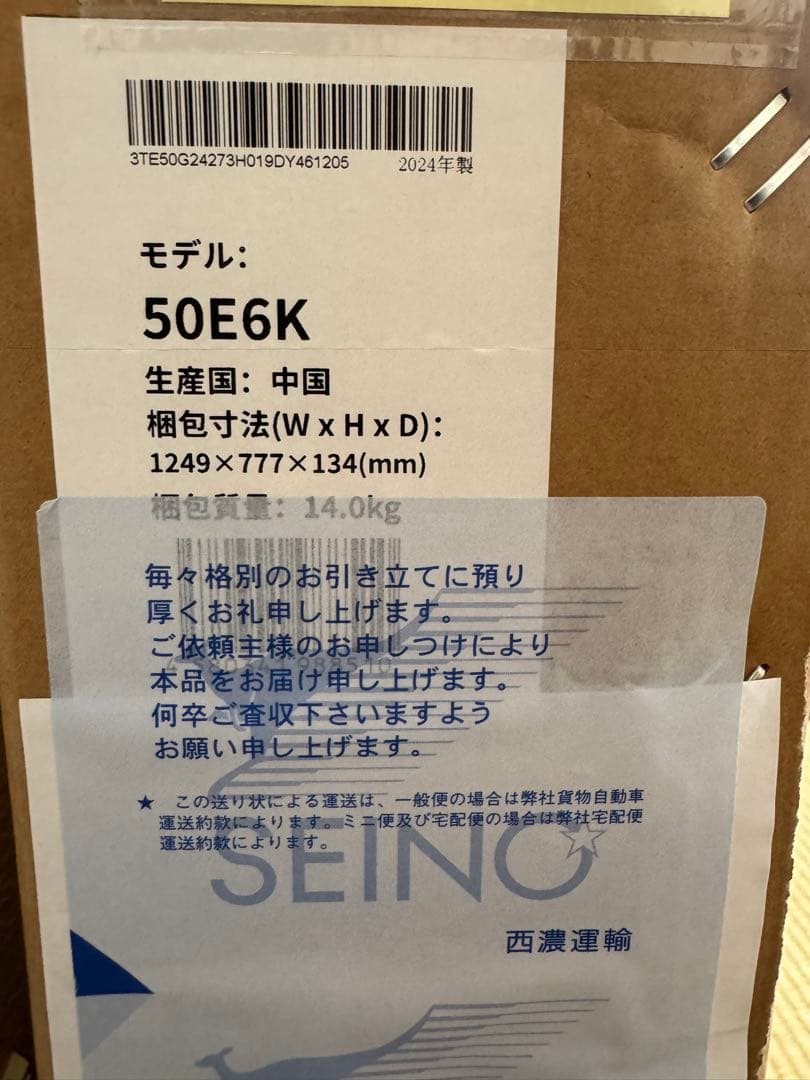 3TE50G24273H019DY461205
2024年製
モデル：
50E6K
生産国：中国
梱包寸法(W x H x D)：
1249×777×134(mm)
梱包質量：14.0kg
毎々格別のお引き立てに預り
厚くお礼申し上げます。
ご依頼主様のお申しつけにより
本品をお届け申し上げます。
何卒ご査収下さいますよう
お願い申し上げます。
★ この送り状による運送は、一般便の場合は弊社貨物自動車
運送約款によります。ミニ便及び宅配便の場合は弊社宅配便
運送約款によります。
SEINO
西濃運輸